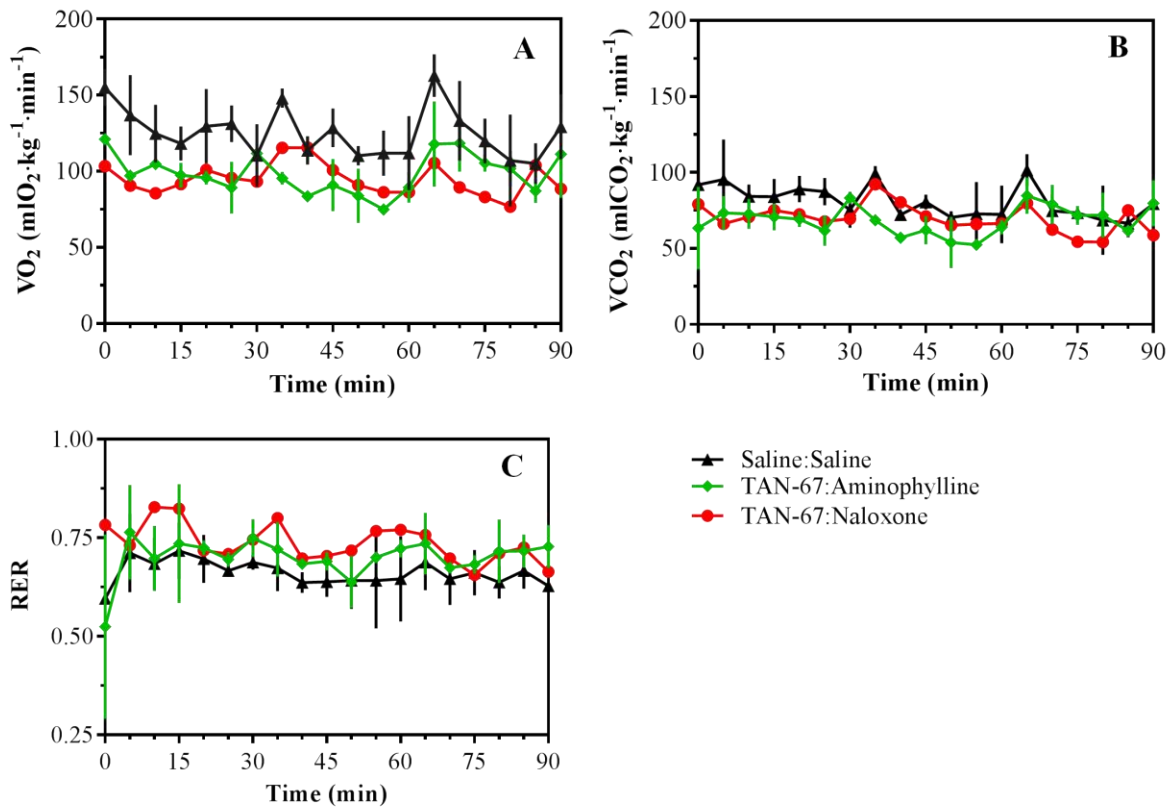 A
VO₂ (mlO₂·kg⁻¹·min⁻¹)
200
150
100
50
0
0 15 30 45 60 75 90
Time (min)
B
VCO₂ (mlCO₂·kg⁻¹·min⁻¹)
200
150
100
50
0
0 15 30 45 60 75 90
Time (min)
C
RER
1.00
0.75
0.50
0.25
0 15 30 45 60 75 90
Time (min)
Saline:Saline
TAN-67:Aminophylline
TAN-67:Naloxone